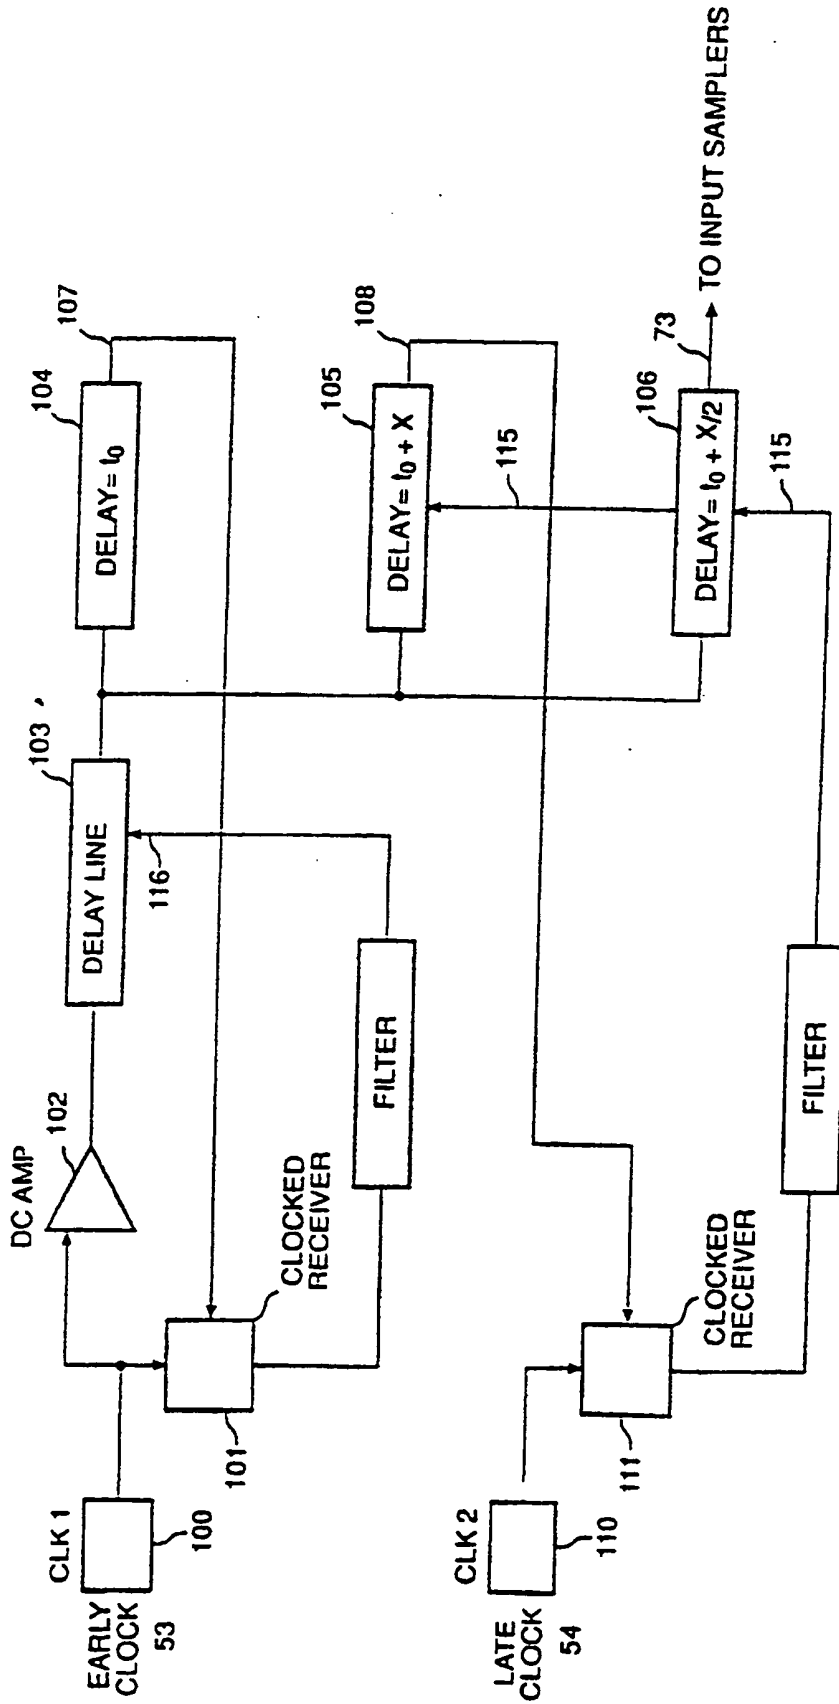 EARLY
CLOCK
53
CLK 1
100
101
DC AMP
102
CLOCKED
RECEIVER
DELAY LINE
103
116
FILTER
DELAY = t0
104
107
DELAY = t0 + X
105
108
115
DELAY = t0 + X/2
106
73
TO INPUT SAMPLERS
115
LATE
CLOCK
54
CLK 2
110
111
CLOCKED
RECEIVER
FILTER